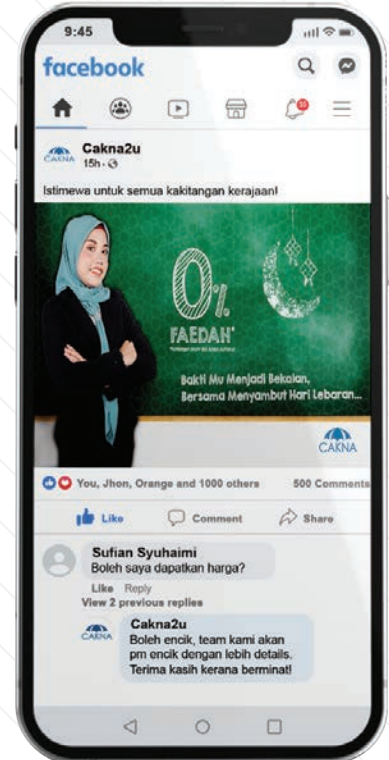 9:45
facebook
35
CAKNA
Cakna2u
15h ·
Istimewa untuk semua kakitangan kerajaan!
0%
FAEDAH*
Bakti Mu Menjadi Bekalan,
Bersama Menyambut Hari Lebaran...
CAKNA
You, Jhon, Orange and 1000 others 500 Comments
Like Comment Share
Sufian Syuhaimi
Boleh saya dapatkan harga?
Like Reply
View 2 previous replies
CAKNA
Cakna2u
Boleh encik, team kami akan
pm encik dengan lebih details.
Terima kasih kerana berminat!